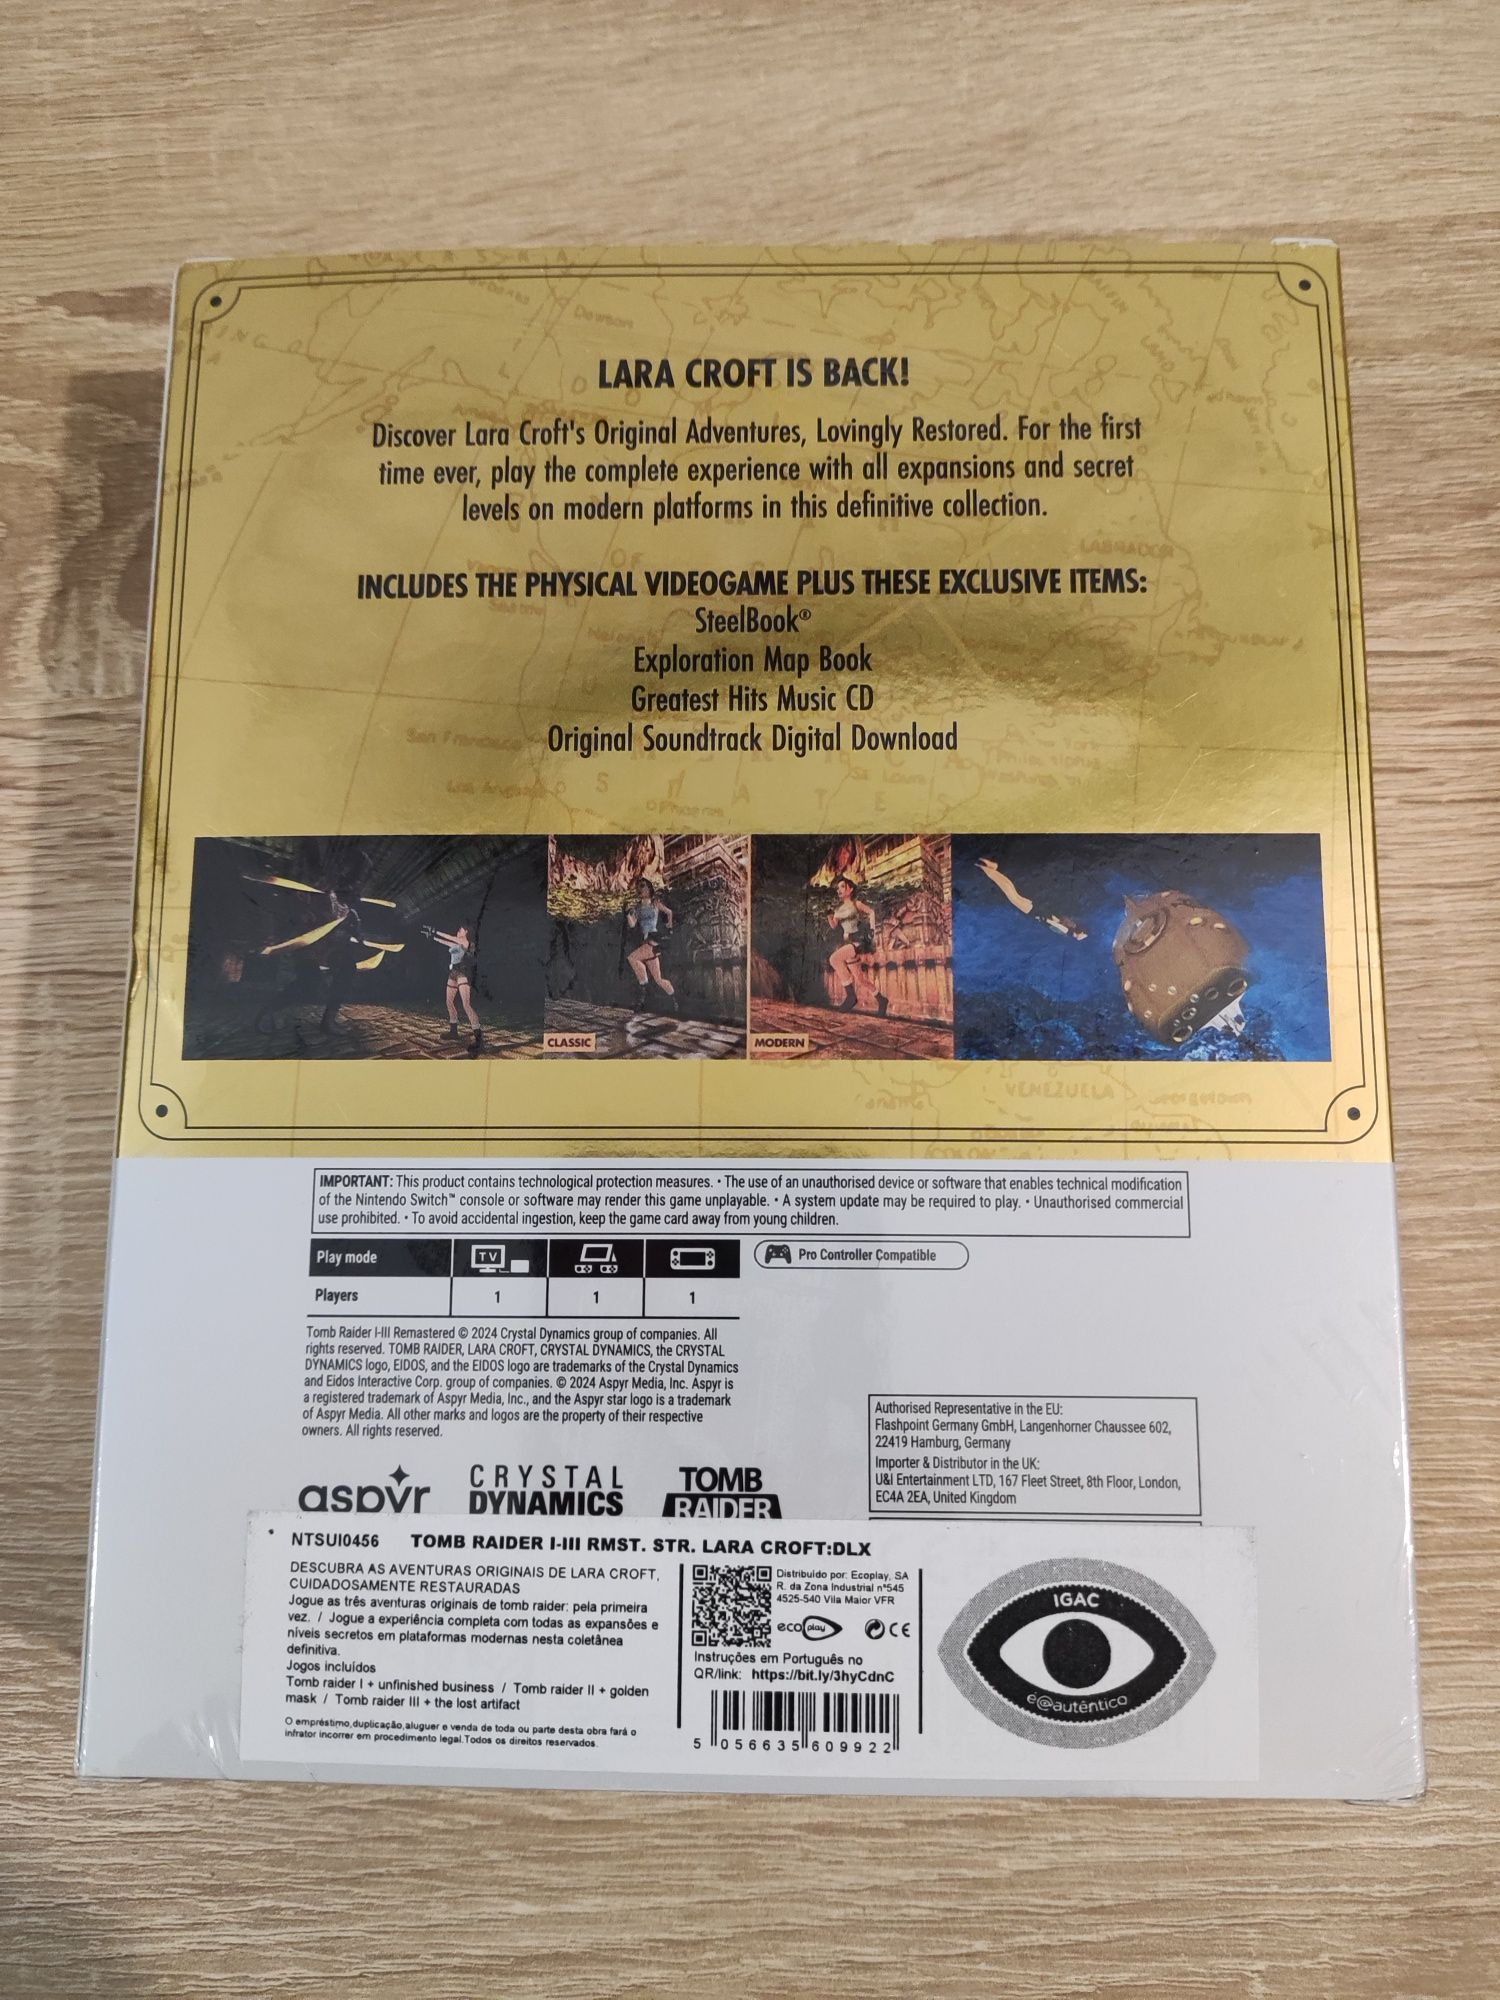 LARA CROFT IS BACK!
Discover Lara Croft's Original Adventures, Lovingly Restored. For the first
time ever, play the complete experience with all expansions and secret
levels on modern platforms in this definitive collection.
INCLUDES THE PHYSICAL VIDEOGAME PLUS THESE EXCLUSIVE ITEMS:
SteelBook®
Exploration Map Book
Greatest Hits Music CD
Original Soundtrack Digital Download
LABRADOR
San Francisco
CLASSIC
MODERN
VENEZUELA
IMPORTANT: This product contains technological protection measures. • The use of an unauthorised device or software that enables technical modification
of the Nintendo Switch™ console or software may render this game unplayable. • A system update may be required to play. • Unauthorised commercial
use prohibited. • To avoid accidental ingestion, keep the game card away from young children.
Play mode
TV
Pro Controller Compatible
Players 1 1 1
Tomb Raider I-III Remastered © 2024 Crystal Dynamics group of companies. All
rights reserved. TOMB RAIDER, LARA CROFT, CRYSTAL DYNAMICS, the CRYSTAL
DYNAMICS logo, EIDOS, and the EIDOS logo are trademarks of the Crystal Dynamics
and Eidos Interactive Corp. group of companies. © 2024 Aspyr Media, Inc. Aspyr is
a registered trademark of Aspyr Media, Inc., and the Aspyr star logo is a trademark
of Aspyr Media. All other marks and logos are the property of their respective
owners. All rights reserved.
Authorised Representative in the EU:
Flashpoint Germany GmbH, Langenhorner Chaussee 602,
22419 Hamburg, Germany
Importer & Distributor in the UK:
U&I Entertainment LTD, 167 Fleet Street, 8th Floor, London,
EC4A 2EA, United Kingdom
aspyr
CRYSTAL
DYNAMICS
TOMB
RAIDER
NTSUI0456 TOMB RAIDER I-III RMST. STR. LARA CROFT:DLX
DESCUBRA AS AVENTURAS ORIGINAIS DE LARA CROFT,
CUIDADOSAMENTE RESTAURADAS
Jogue as três aventuras originais de tomb raider: pela primeira
vez. / Jogue a experiência completa com todas as expansões e
níveis secretos em plataformas modernas nesta coletânea
definitiva.
Jogos incluídos
Tomb raider I + unfinished business / Tomb raider II + golden
mask / Tomb raider III + the lost artifact
O empréstimo,duplicação,aluguer e venda de toda ou parte desta obra fará o
infrator incorrer em procedimento legal.Todos os direitos reservados.
Distribuido por: Ecoplay, SA
R. da Zona Industrial nº545
4525-540 Vila Maior VFR
eco play
CE
Instruções em Português no
QR/link: https://bit.ly/3hyCdnC
5 056635 609922
IGAC
é@autêntico